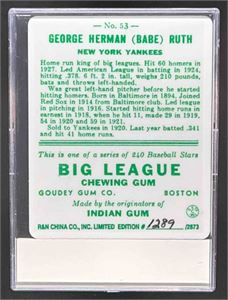 No. 53
GEORGE HERMAN (BABE) RUTH
NEW YORK YANKEES
Home run king of big leagues. Hit 60 homers in
1927. Led American League in batting in 1924,
hitting .378. 6 ft. 2 in. tall, weighs 210 pounds,
bats and throws left-handed.
Was great left-hand pitcher before he started
hitting homers. Born in Baltimore in 1894, joined
Red Sox in 1914 from Baltimore club. Led league
in pitching in 1916. Started home run records in
earnest in 1918, when he hit 11, made 29 in 1919,
54 in 1920 and 59 in 1921.
Sold to Yankees in 1920. Last year batted .341
and hit 41 home runs.
This is one of a series of 240 Baseball Stars
BIG LEAGUE
CHEWING GUM
GOUDEY GUM CO. BOSTON
Made by the originators of
INDIAN GUM
R&N CHINA CO., INC. LIMITED EDITION # 1289 /2873